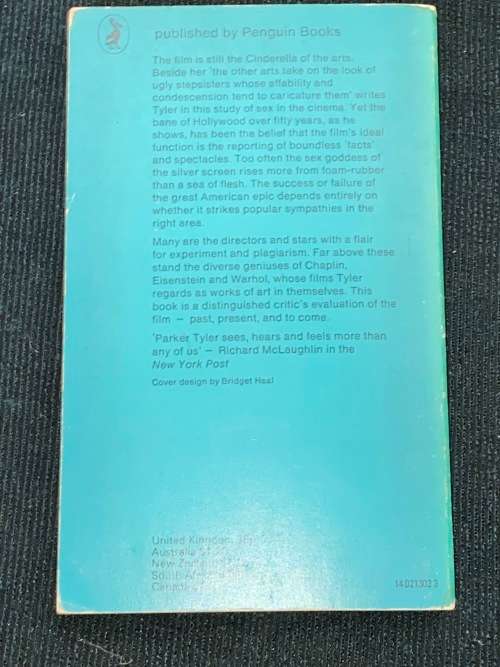 published by Penguin Books
The film is still the Cinderella of the arts.
Beside her 'the other arts take on the look of
ugly stepsisters whose affability and
condescension tend to caricature them' writes
Tyler in this study of sex in the cinema. Yet the
bane of Hollywood over fifty years, as he
shows, has been the belief that the film's ideal
function is the reporting of boundless 'facts'
and spectacles. Too often the sex goddess of
the silver screen rises more from foam-rubber
than a sea of flesh. The success or failure of
the great American epic depends entirely on
whether it strikes popular sympathies in the
right area.
Many are the directors and stars with a flair
for experiment and plagiarism. Far above these
stand the diverse geniuses of Chaplin,
Eisenstein and Warhol, whose films Tyler
regards as works of art in themselves. This
book is a distinguished critic's evaluation of the
film – past, present, and to come.
'Parker Tyler sees, hears and feels more than
any of us' – Richard McLaughlin in the
New York Post
Cover design by Bridget Heal
United Kingdom
Australia
New
South
Canada
14 021302 3